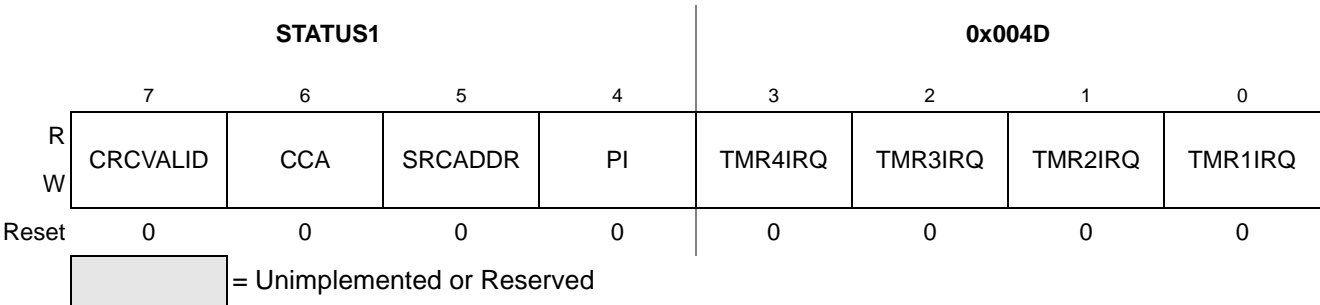 STATUS1 0x004D
7 6 5 4 3 2 1 0
R
W
CRCVALID CCA SRCADDR PI TMR4IRQ TMR3IRQ TMR2IRQ TMR1IRQ
Reset 0 0 0 0 0 0 0 0
= Unimplemented or Reserved